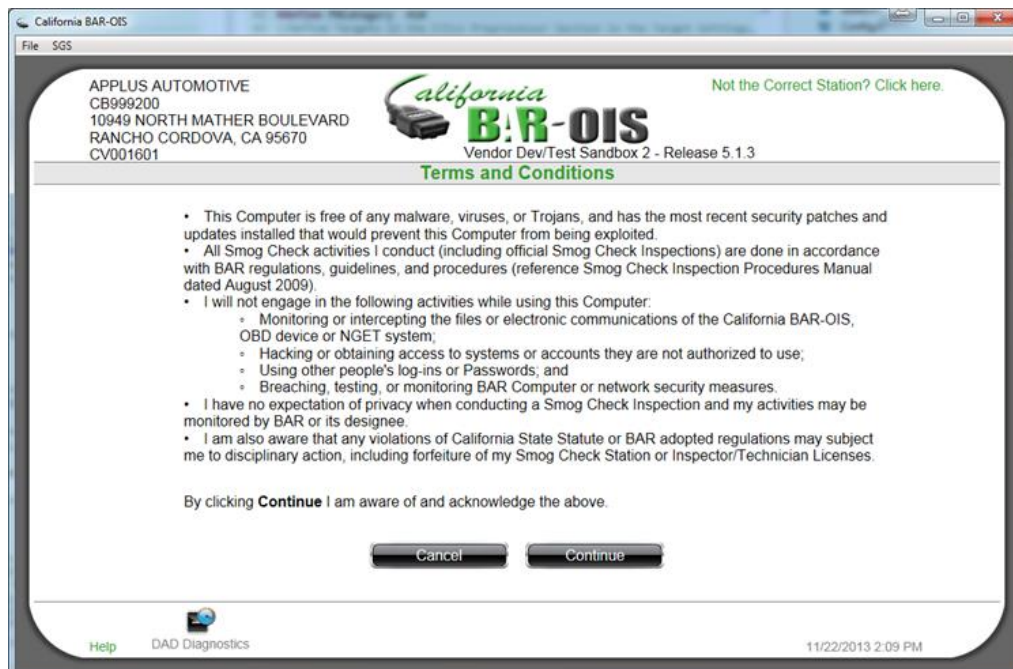 California BAR-OIS
File SGS
APPLUS AUTOMOTIVE
CB999200
10949 NORTH MATHER BOULEVARD
RANCHO CORDOVA, CA 95670
CV001601
California
BAR-OIS
Vendor Dev/Test Sandbox 2 - Release 5.1.3
Not the Correct Station? Click here.
Terms and Conditions
• This Computer is free of any malware, viruses, or Trojans, and has the most recent security patches and
updates installed that would prevent this Computer from being exploited.
• All Smog Check activities I conduct (including official Smog Check Inspections) are done in accordance
with BAR regulations, guidelines, and procedures (reference Smog Check Inspection Procedures Manual
dated August 2009).
• I will not engage in the following activities while using this Computer:
◦ Monitoring or intercepting the files or electronic communications of the California BAR-OIS,
OBD device or NGET system;
◦ Hacking or obtaining access to systems or accounts they are not authorized to use;
◦ Using other people's log-ins or Passwords; and
◦ Breaching, testing, or monitoring BAR Computer or network security measures.
• I have no expectation of privacy when conducting a Smog Check Inspection and my activities may be
monitored by BAR or its designee.
• I am also aware that any violations of California State Statute or BAR adopted regulations may subject
me to disciplinary action, including forfeiture of my Smog Check Station or Inspector/Technician Licenses.
By clicking Continue I am aware of and acknowledge the above.
Cancel Continue
Help DAD Diagnostics 11/22/2013 2:09 PM